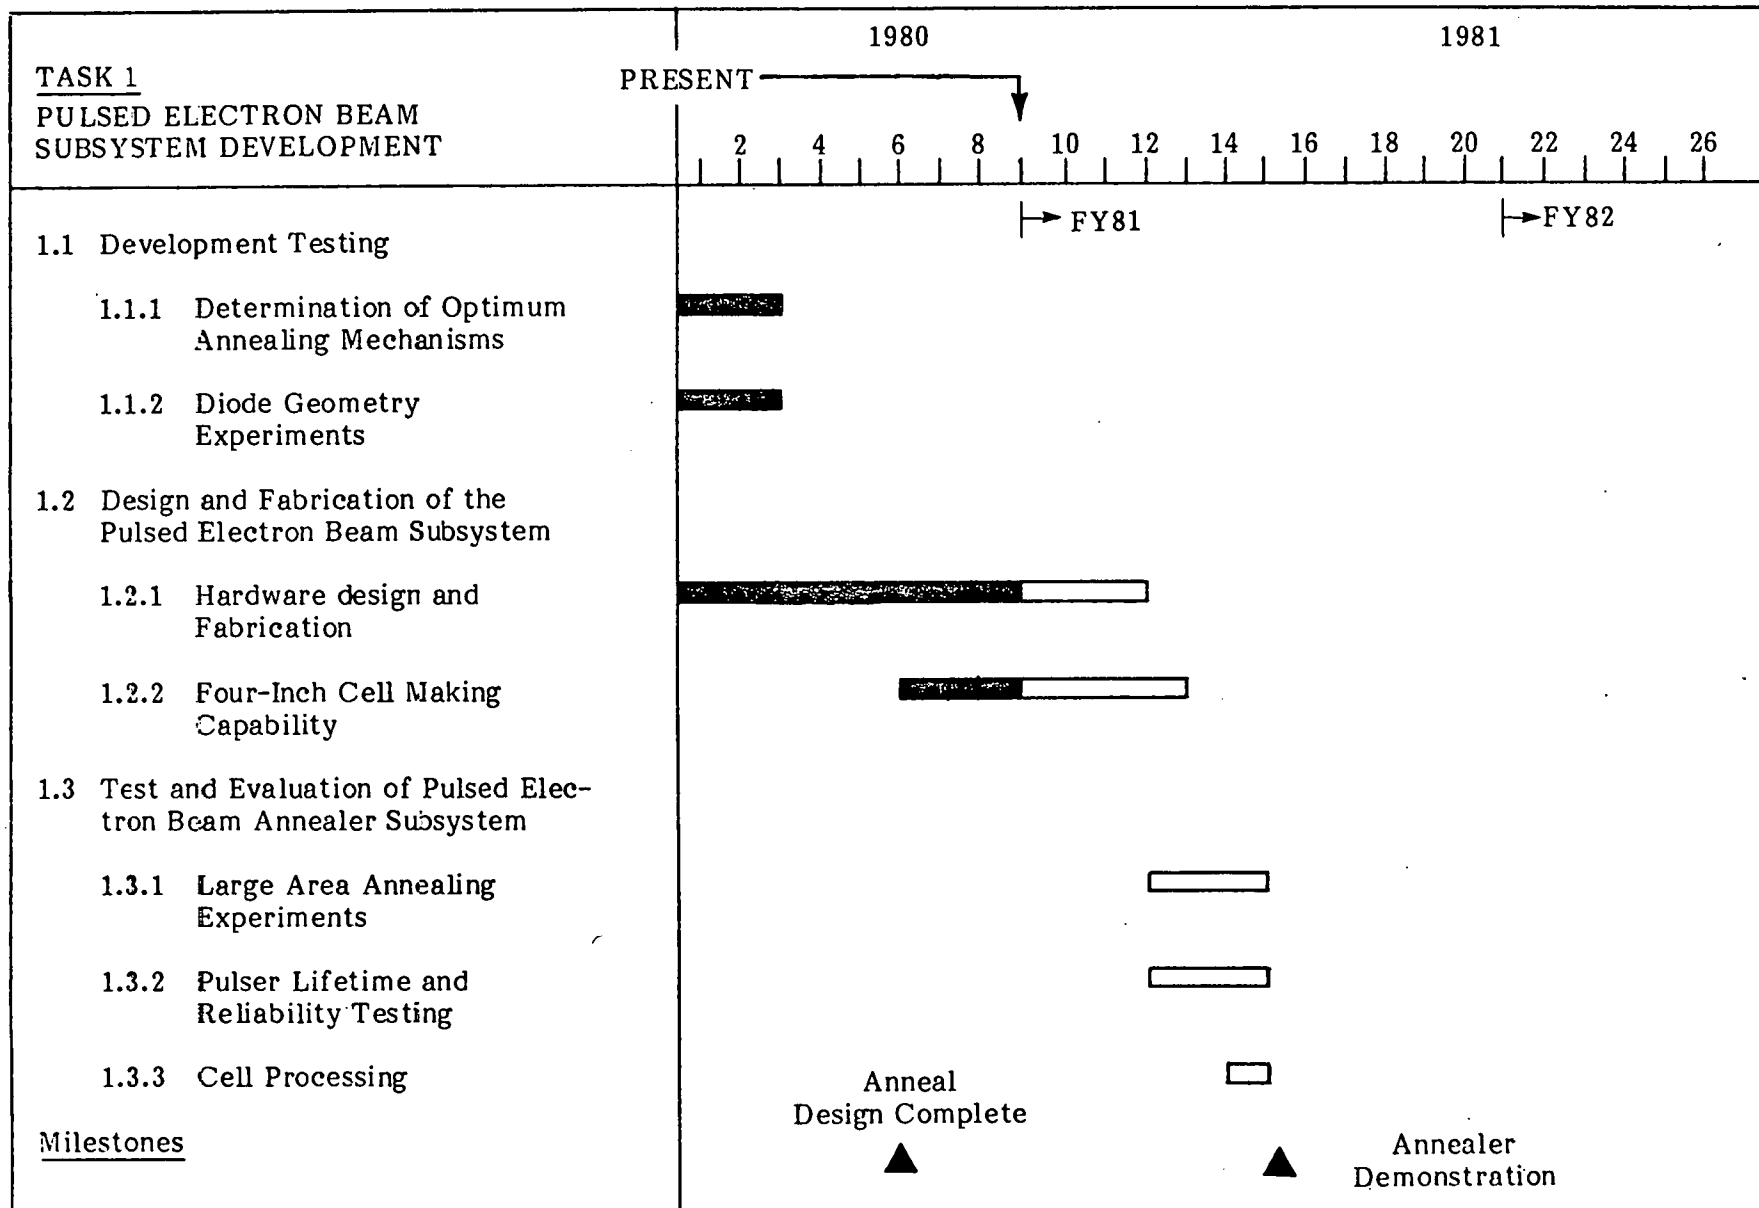 1980 1981
TASK 1
PRESENT
PULSED ELECTRON BEAM
SUBSYSTEM DEVELOPMENT
2 4 6 8 10 12 14 16 18 20 22 24 26
FY81 FY82
1.1 Development Testing
1.1.1 Determination of Optimum
Annealing Mechanisms
1.1.2 Diode Geometry
Experiments
1.2 Design and Fabrication of the
Pulsed Electron Beam Subsystem
1.2.1 Hardware design and
Fabrication
1.2.2 Four-Inch Cell Making
Capability
1.3 Test and Evaluation of Pulsed Elec-
tron Beam Annealer Subsystem
1.3.1 Large Area Annealing
Experiments
1.3.2 Pulser Lifetime and
Reliability Testing
1.3.3 Cell Processing
Anneal
Design Complete
Milestones
Annealer
Demonstration